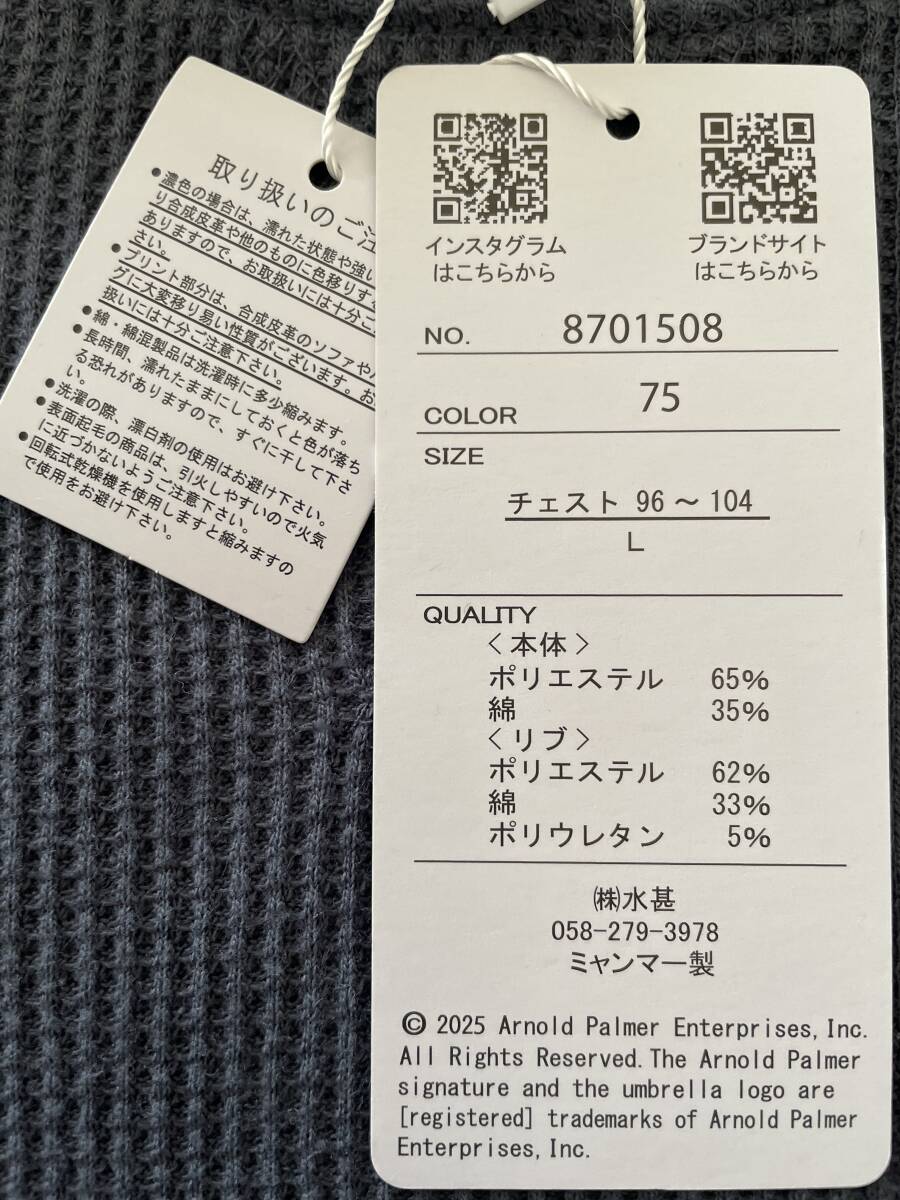 取り扱いのご注
●濃色の場合は、濡れた状態や強い
り合成皮革や他のものに色移りす
ありますので、お取扱いには十分ご
さい。
●プリント部分は、合成皮革のソファや
グに大変移り易い性質がございます。お
扱いには十分ご注意下さい。
●綿・綿混製品は洗濯時に多少縮みます。
●長時間、濡れたままにしておくと色が落ち
る恐れがありますので、すぐに干して下さ
い。
●洗濯の際、漂白剤の使用はお避け下さい。
●表面起毛の商品は、引火しやすいので火気
に近づかないようご注意下さい。
●回転式乾燥機を使用しますと縮みますの
で使用をお避け下さい。
インスタグラム
はこちらから
ブランドサイト
はこちらから
NO. 8701508
COLOR 75
SIZE
チェスト 96～104
L
QUALITY
<本体>
ポリエステル 65%
綿 35%
<リブ>
ポリエステル 62%
綿 33%
ポリウレタン 5%
㈱水甚
058-279-3978
ミャンマー製
© 2025 Arnold Palmer Enterprises, Inc.
All Rights Reserved. The Arnold Palmer
signature and the umbrella logo are
[registered] trademarks of Arnold Palmer
Enterprises, Inc.